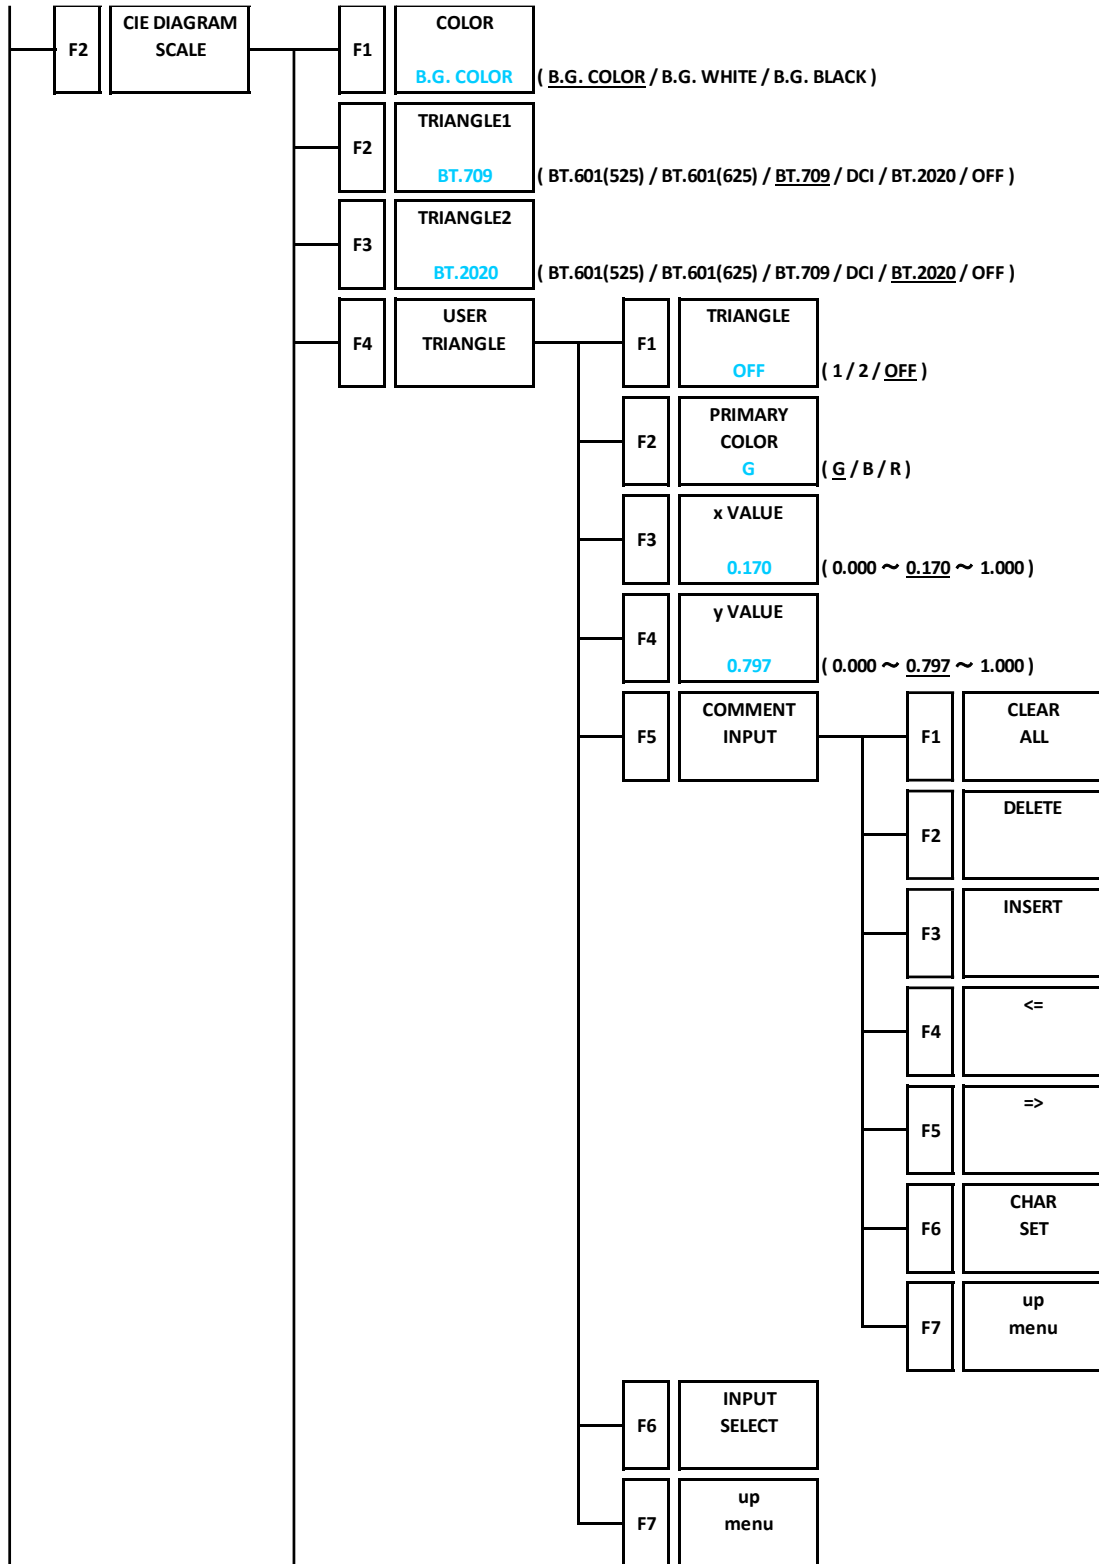 F2
CIE DIAGRAM
SCALE
F1
COLOR
B.G. COLOR
( B.G. COLOR / B.G. WHITE / B.G. BLACK )
F2
TRIANGLE1
BT.709
( BT.601(525) / BT.601(625) / BT.709 / DCI / BT.2020 / OFF )
F3
TRIANGLE2
BT.2020
( BT.601(525) / BT.601(625) / BT.709 / DCI / BT.2020 / OFF )
F4
USER
TRIANGLE
F1
TRIANGLE
OFF
( 1 / 2 / OFF )
F2
PRIMARY
COLOR
G
( G / B / R )
F3
x VALUE
0.170
( 0.000 ～ 0.170 ～ 1.000 )
F4
y VALUE
0.797
( 0.000 ～ 0.797 ～ 1.000 )
F5
COMMENT
INPUT
F1
CLEAR
ALL
F2
DELETE
F3
INSERT
F4
<=
F5
=>
F6
CHAR
SET
F7
up
menu
F6
INPUT
SELECT
F7
up
menu